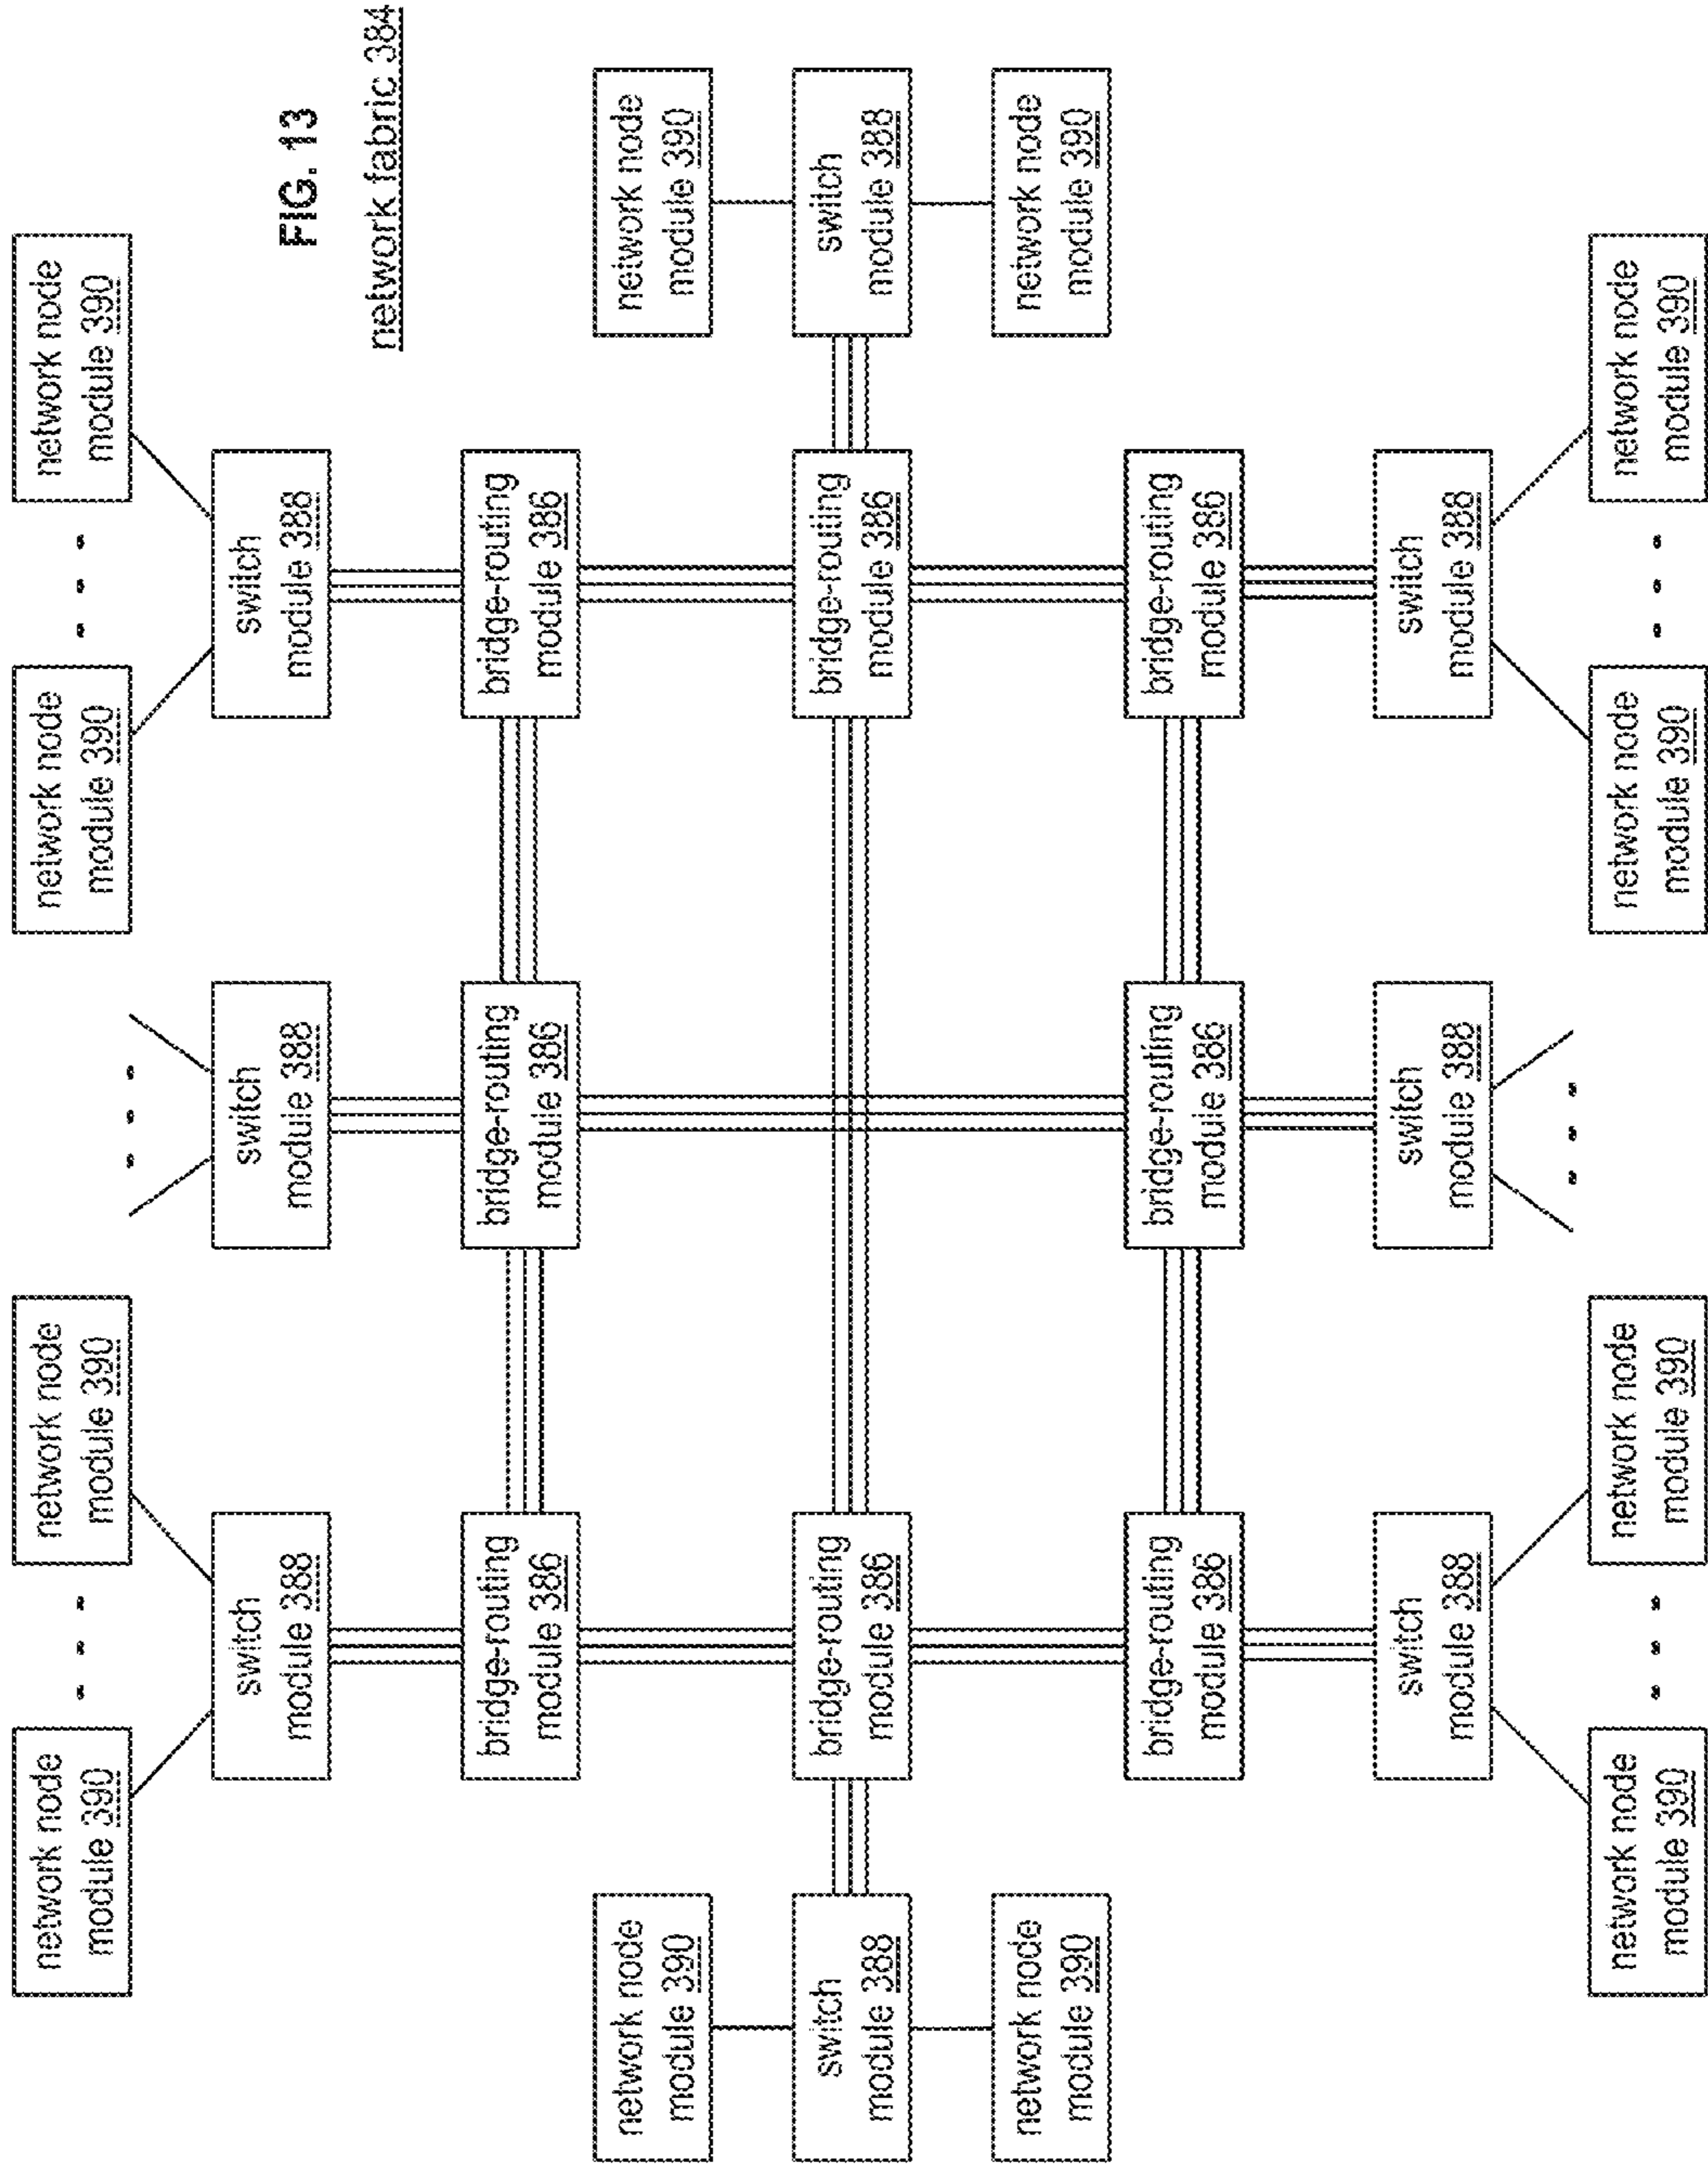 network node
module 390
network node
module 390
network node
module 390
network node
module 390
switch
module 388
switch
module 388
switch
module 388
FIG. 13
network fabric 384
bridge-routing
module 386
bridge-routing
module 386
bridge-routing
module 386
network node
module 390
network node
module 390
switch
module 388
bridge-routing
module 386
bridge-routing
module 386
switch
module 388
network node
module 390
network node
module 390
bridge-routing
module 386
bridge-routing
module 386
bridge-routing
module 386
switch
module 388
switch
module 388
switch
module 388
network node
module 390
network node
module 390
network node
module 390
network node
module 390